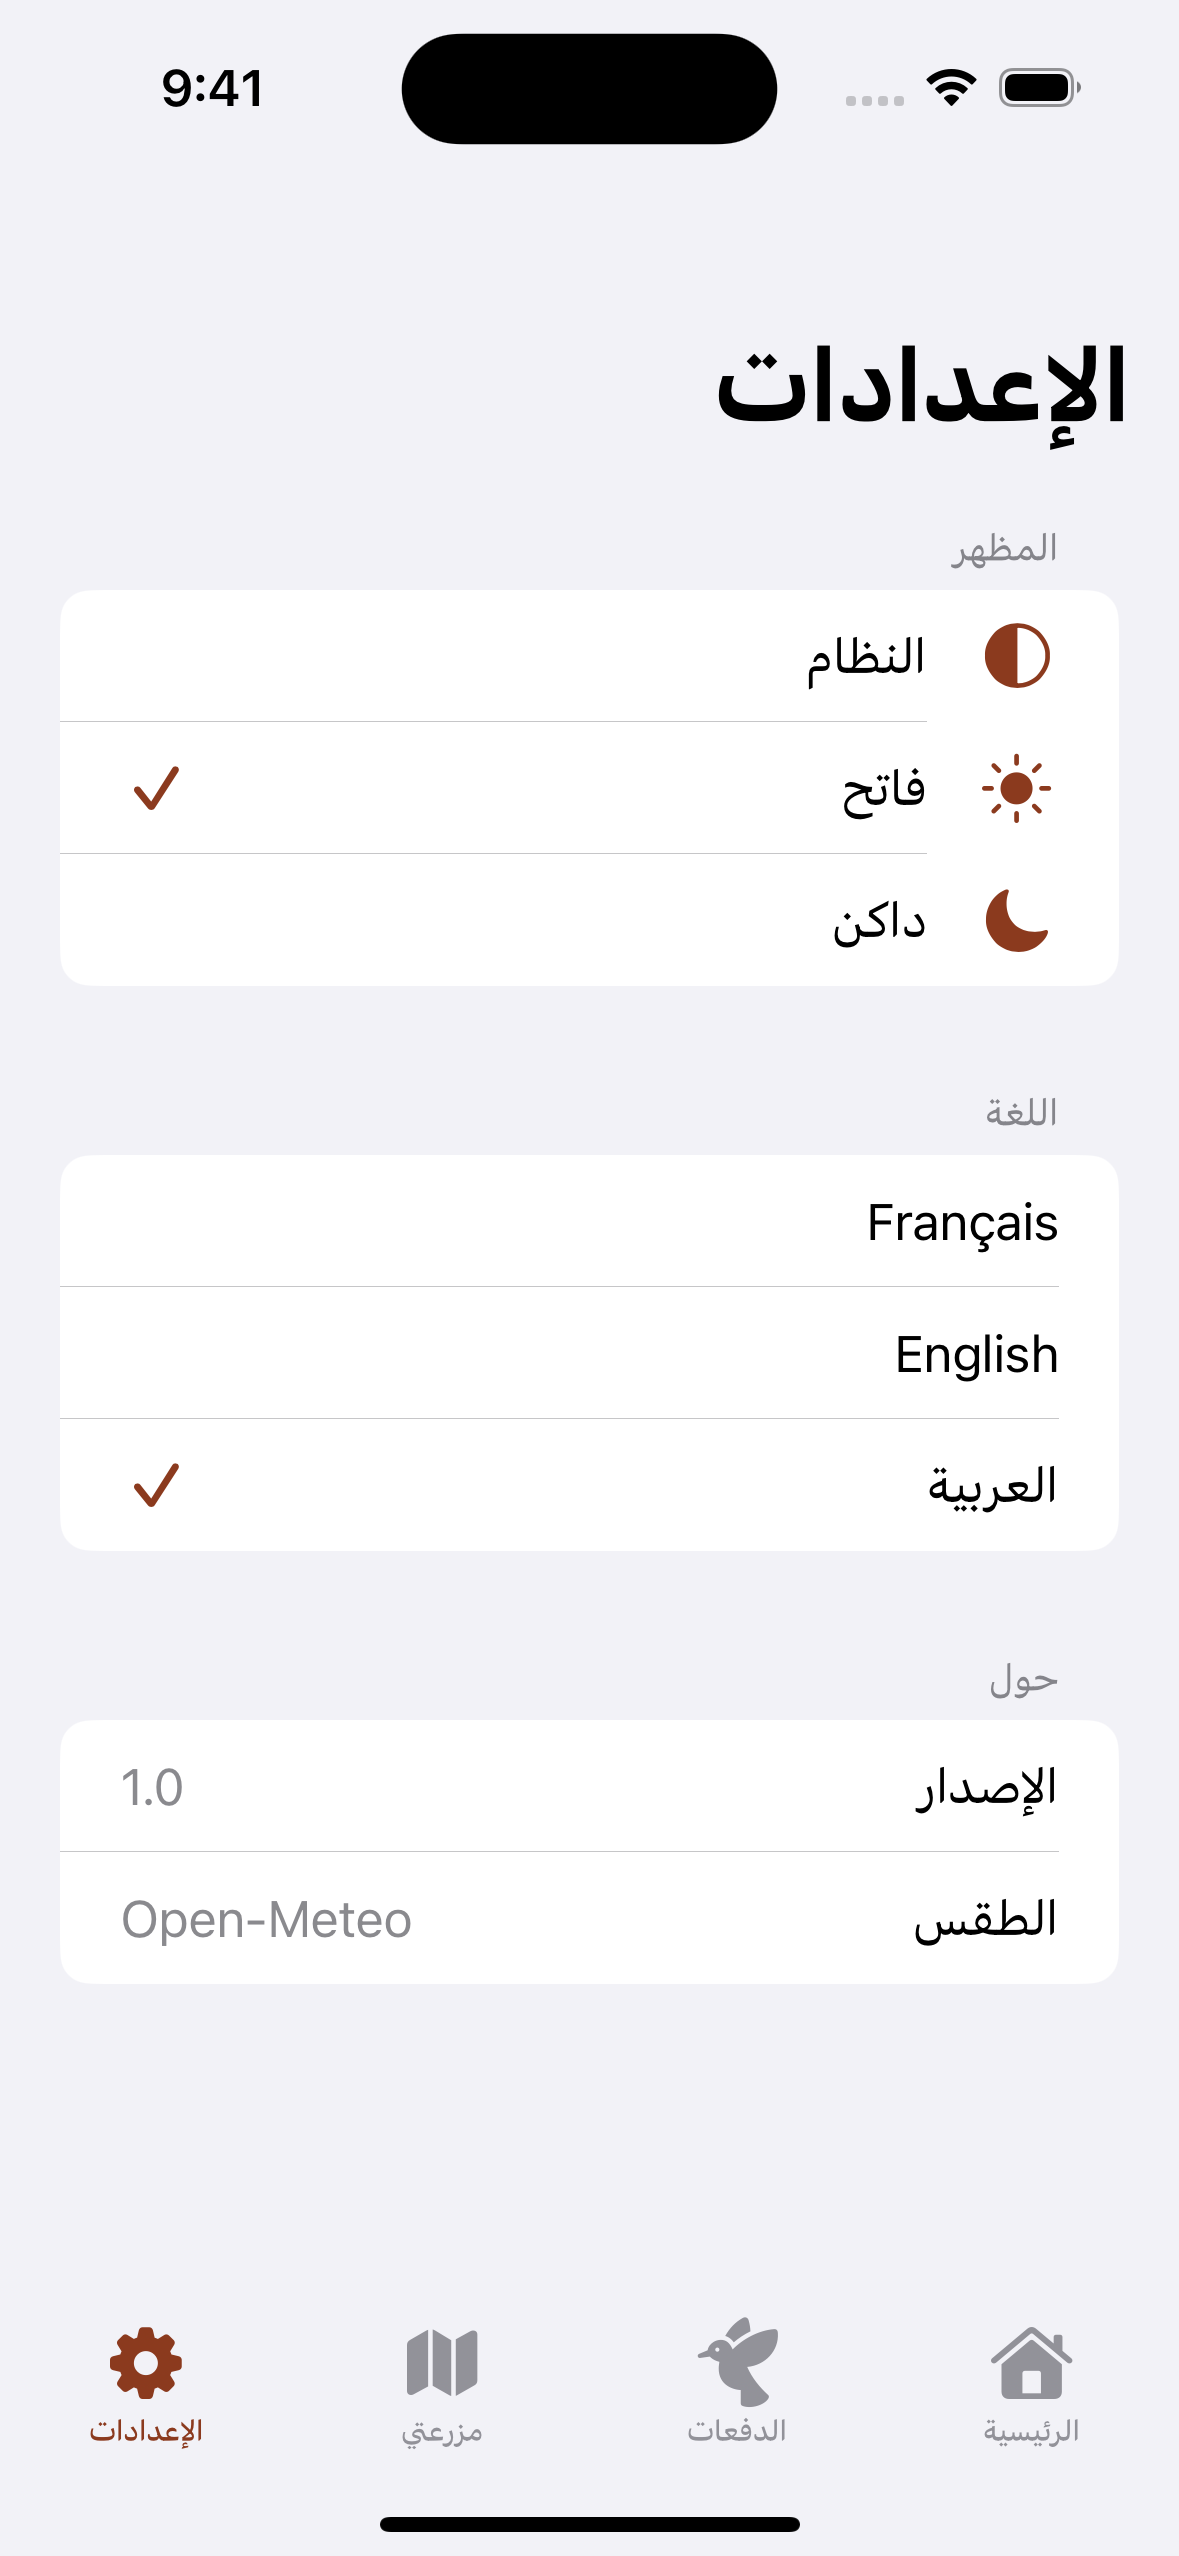 9:41
الإعدادات
المظهر
النظام
فاتح
داكن
اللغة
Français
English
العربية
حول
الإصدار 1.0
الطقس Open-Meteo
الرئيسية الدفعات مزرعتي الإعدادات